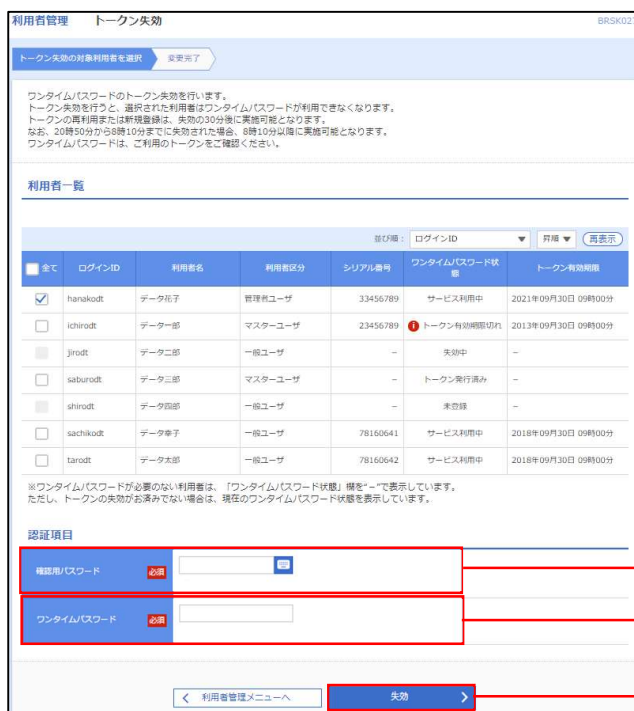 利用者管理 トークン失効 BRSK027
トークン失効の対象利用者を選択 変更完了
ワンタイムパスワードのトークン失効を行います。
トークン失効を行うと、選択された利用者はワンタイムパスワードが利用できなくなります。
トークンの再利用または新規登録は、失効の30分後に実施可能となります。
なお、20時50分から8時10分までに失効された場合、8時10分以降に実施可能となります。
ワンタイムパスワードは、ご利用のトークンをご確認ください。
利用者一覧
並び順： ログインID 昇順 再表示
全て ログインID 利用者名 利用者区分 シリアル番号 ワンタイムパスワード状態 トークン有効期限
hanakodt データ花子 管理者ユーザ 33456789 サービス利用中 2021年09月30日 09時00分
ichirodt データ一郎 マスターユーザ 23456789 トークン有効期限切れ 2013年09月30日 09時00分
jirodt データ二郎 一般ユーザ － 失効中 －
saburodt データ三郎 マスターユーザ － トークン発行済み －
shirodt データ四郎 一般ユーザ － 未登録 －
sachikodt データ幸子 一般ユーザ 78160641 サービス利用中 2018年09月30日 09時00分
tarodt データ太郎 一般ユーザ 78160642 サービス利用中 2018年09月30日 09時00分
※ワンタイムパスワードが必要のない利用者は、「ワンタイムパスワード状態」欄を"－"で表示しています。
ただし、トークンの失効がお済みでない場合は、現在のワンタイムパスワード状態を表示しています。
認証項目
確認用パスワード 必須
ワンタイムパスワード 必須
利用者管理メニューへ 失効